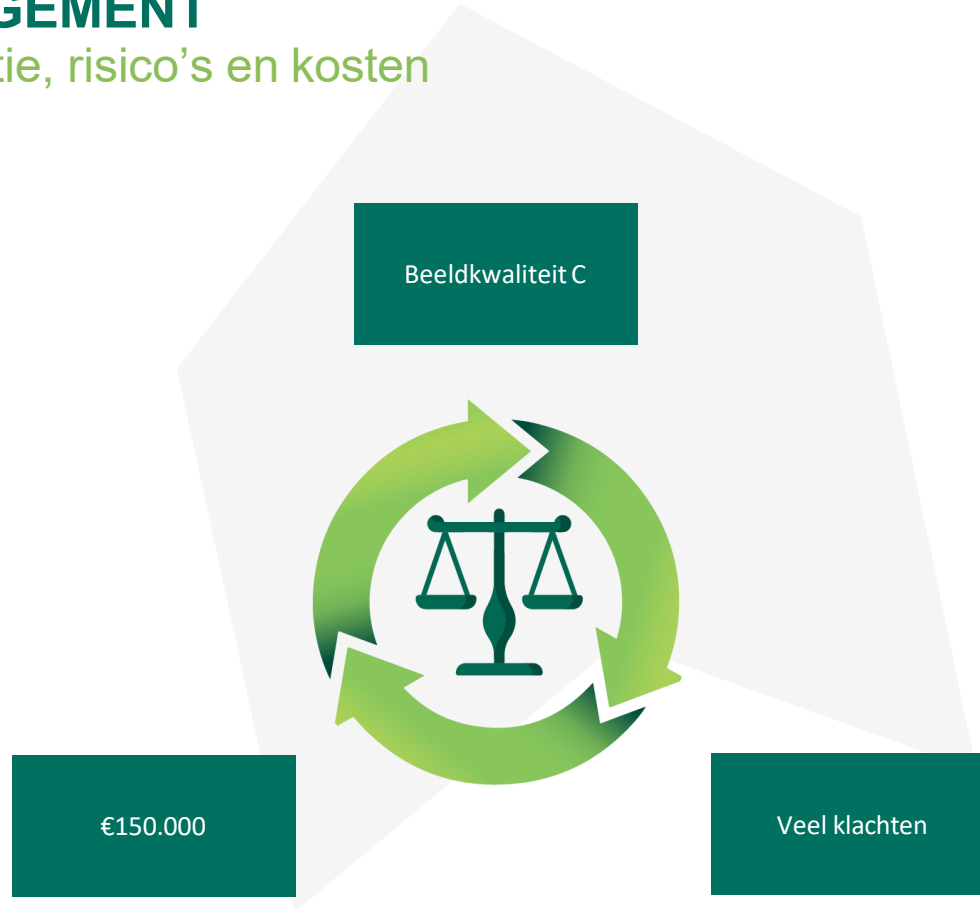 GEMENT
tie, risico's en kosten
Beeldkwaliteit C
€150.000
Veel klachten